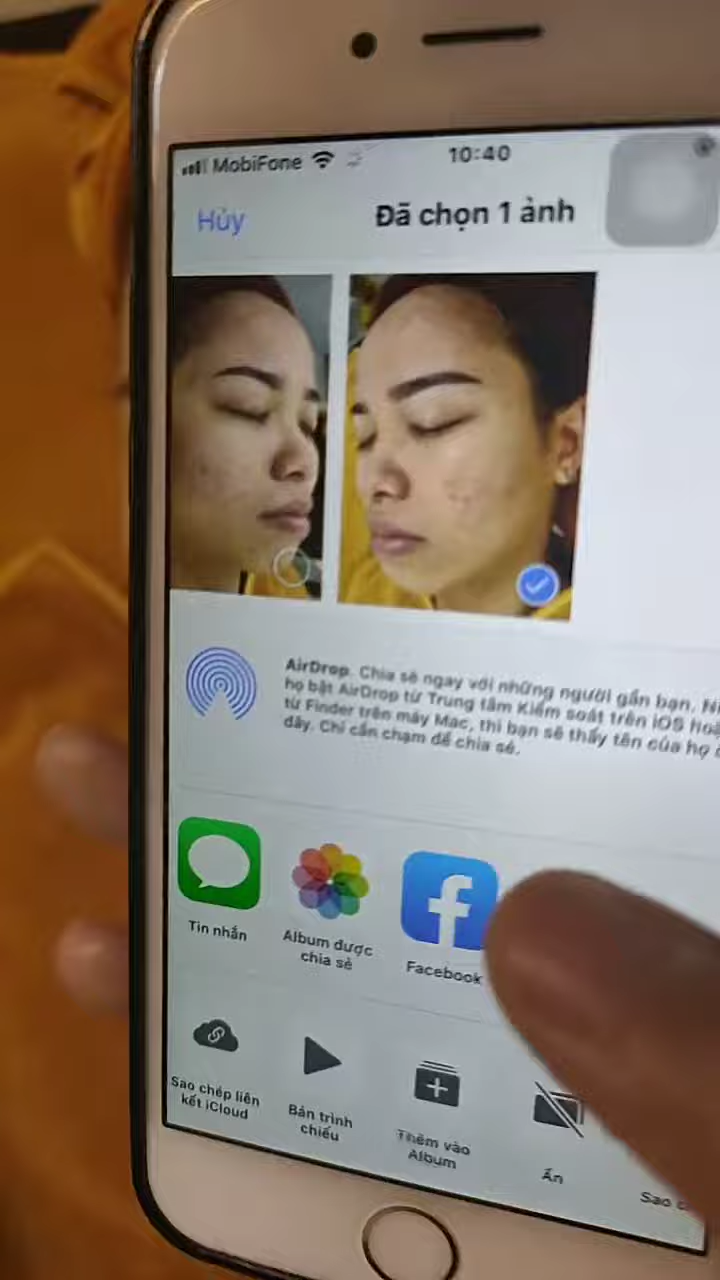 MobiFone
10:40
Hủy
Đã chọn 1 ảnh
AirDrop. Chia sẻ ngay với những người gần bạn.
họ bật AirDrop từ Trung tâm Kiểm soát trên iOS
từ Finder trên máy Mac, thì bạn sẽ thấy tên của họ
đây. Chỉ cần chạm để chia sẻ.
Tin nhắn
Album được
chia sẻ
Facebook
Sao chép liên
kết iCloud
Bản trình
chiếu
Thêm vào
Album
Ẩn
Sao